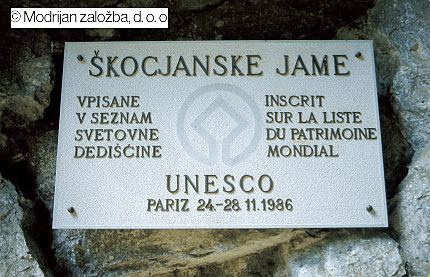 © Modrijan založba, d. o. o
ŠKOCJANSKE JAME
VPISANE
V SEZNAM
SVETOVNE
DEDIŠČINE
INSCRIT
SUR LA LISTE
DU PATRIMOINE
MONDIAL
UNESCO
PARIZ 24.-28.11.1986